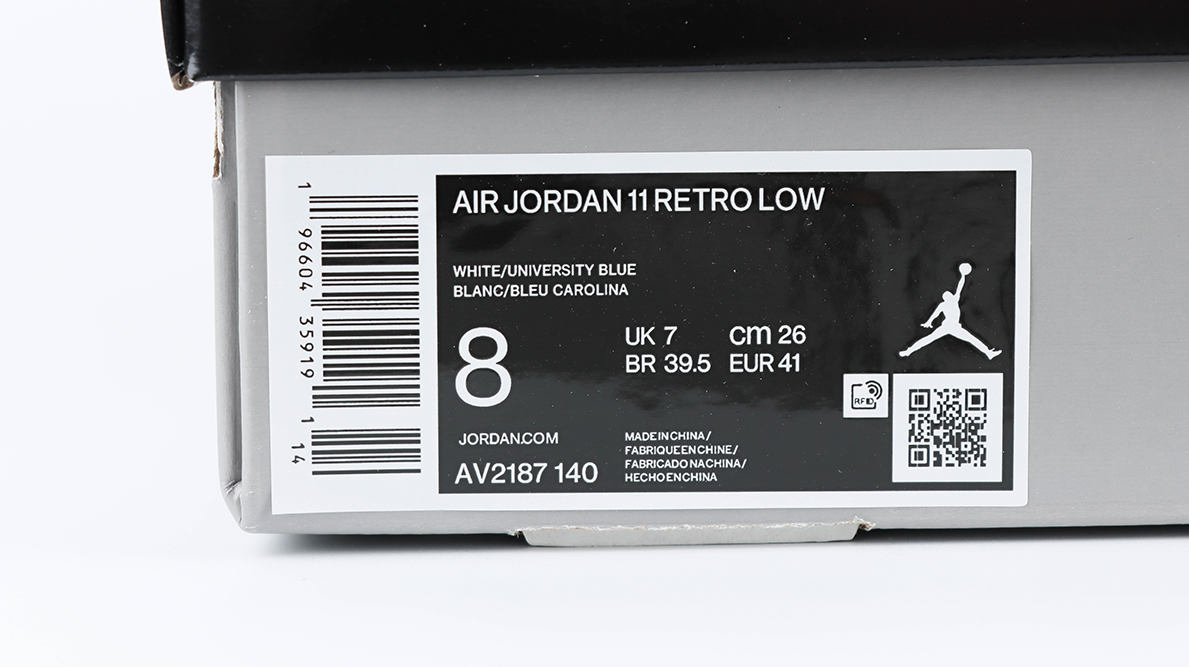 AIR JORDAN 11 RETRO LOW
WHITE/UNIVERSITY BLUE
BLANC/BLEU CAROLINA
8
UK 7 cm 26
BR 39.5 EUR 41
JORDAN.COM
AV2187 140
MADE IN CHINA/
FABRIQUE EN CHINE/
FABRICADO NA CHINA/
HECHO EN CHINA
RFID
1 96604 35919 1 14